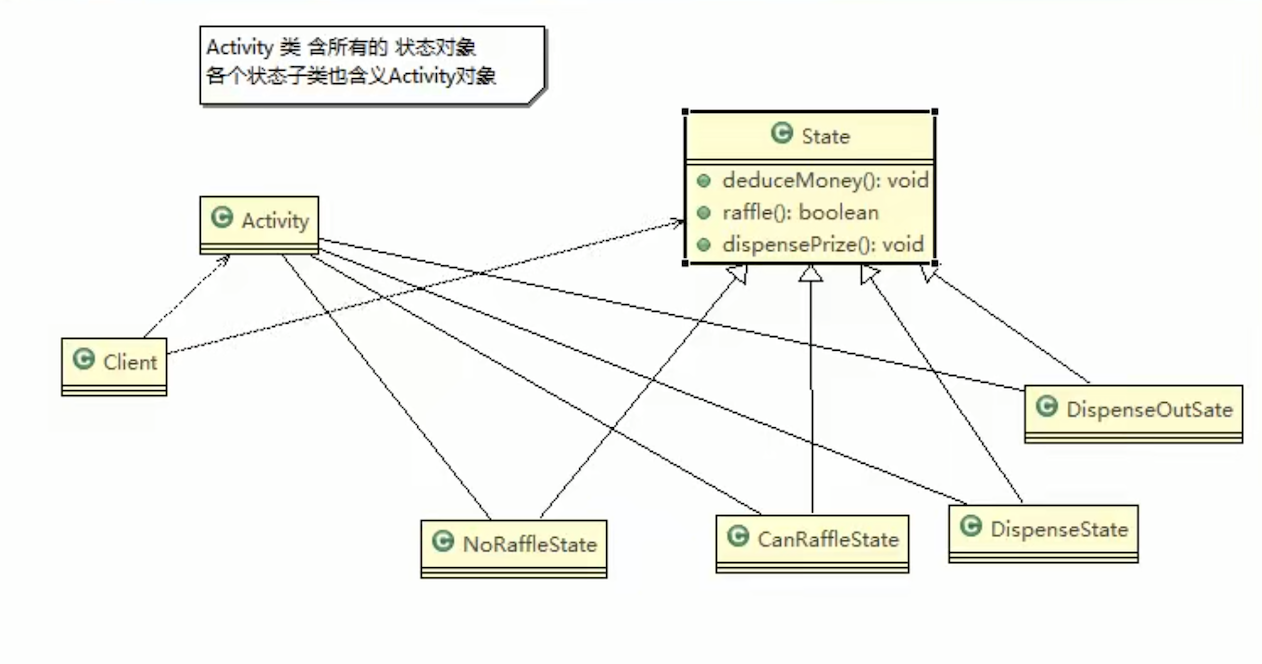 Activity 类 含所有的 状态对象
各个状态子类也含义Activity对象
State
deduceMoney(): void
raffle(): boolean
dispensePrize(): void
Activity
Client
DispenseOutSate
NoRaffleState
CanRaffleState
DispenseState